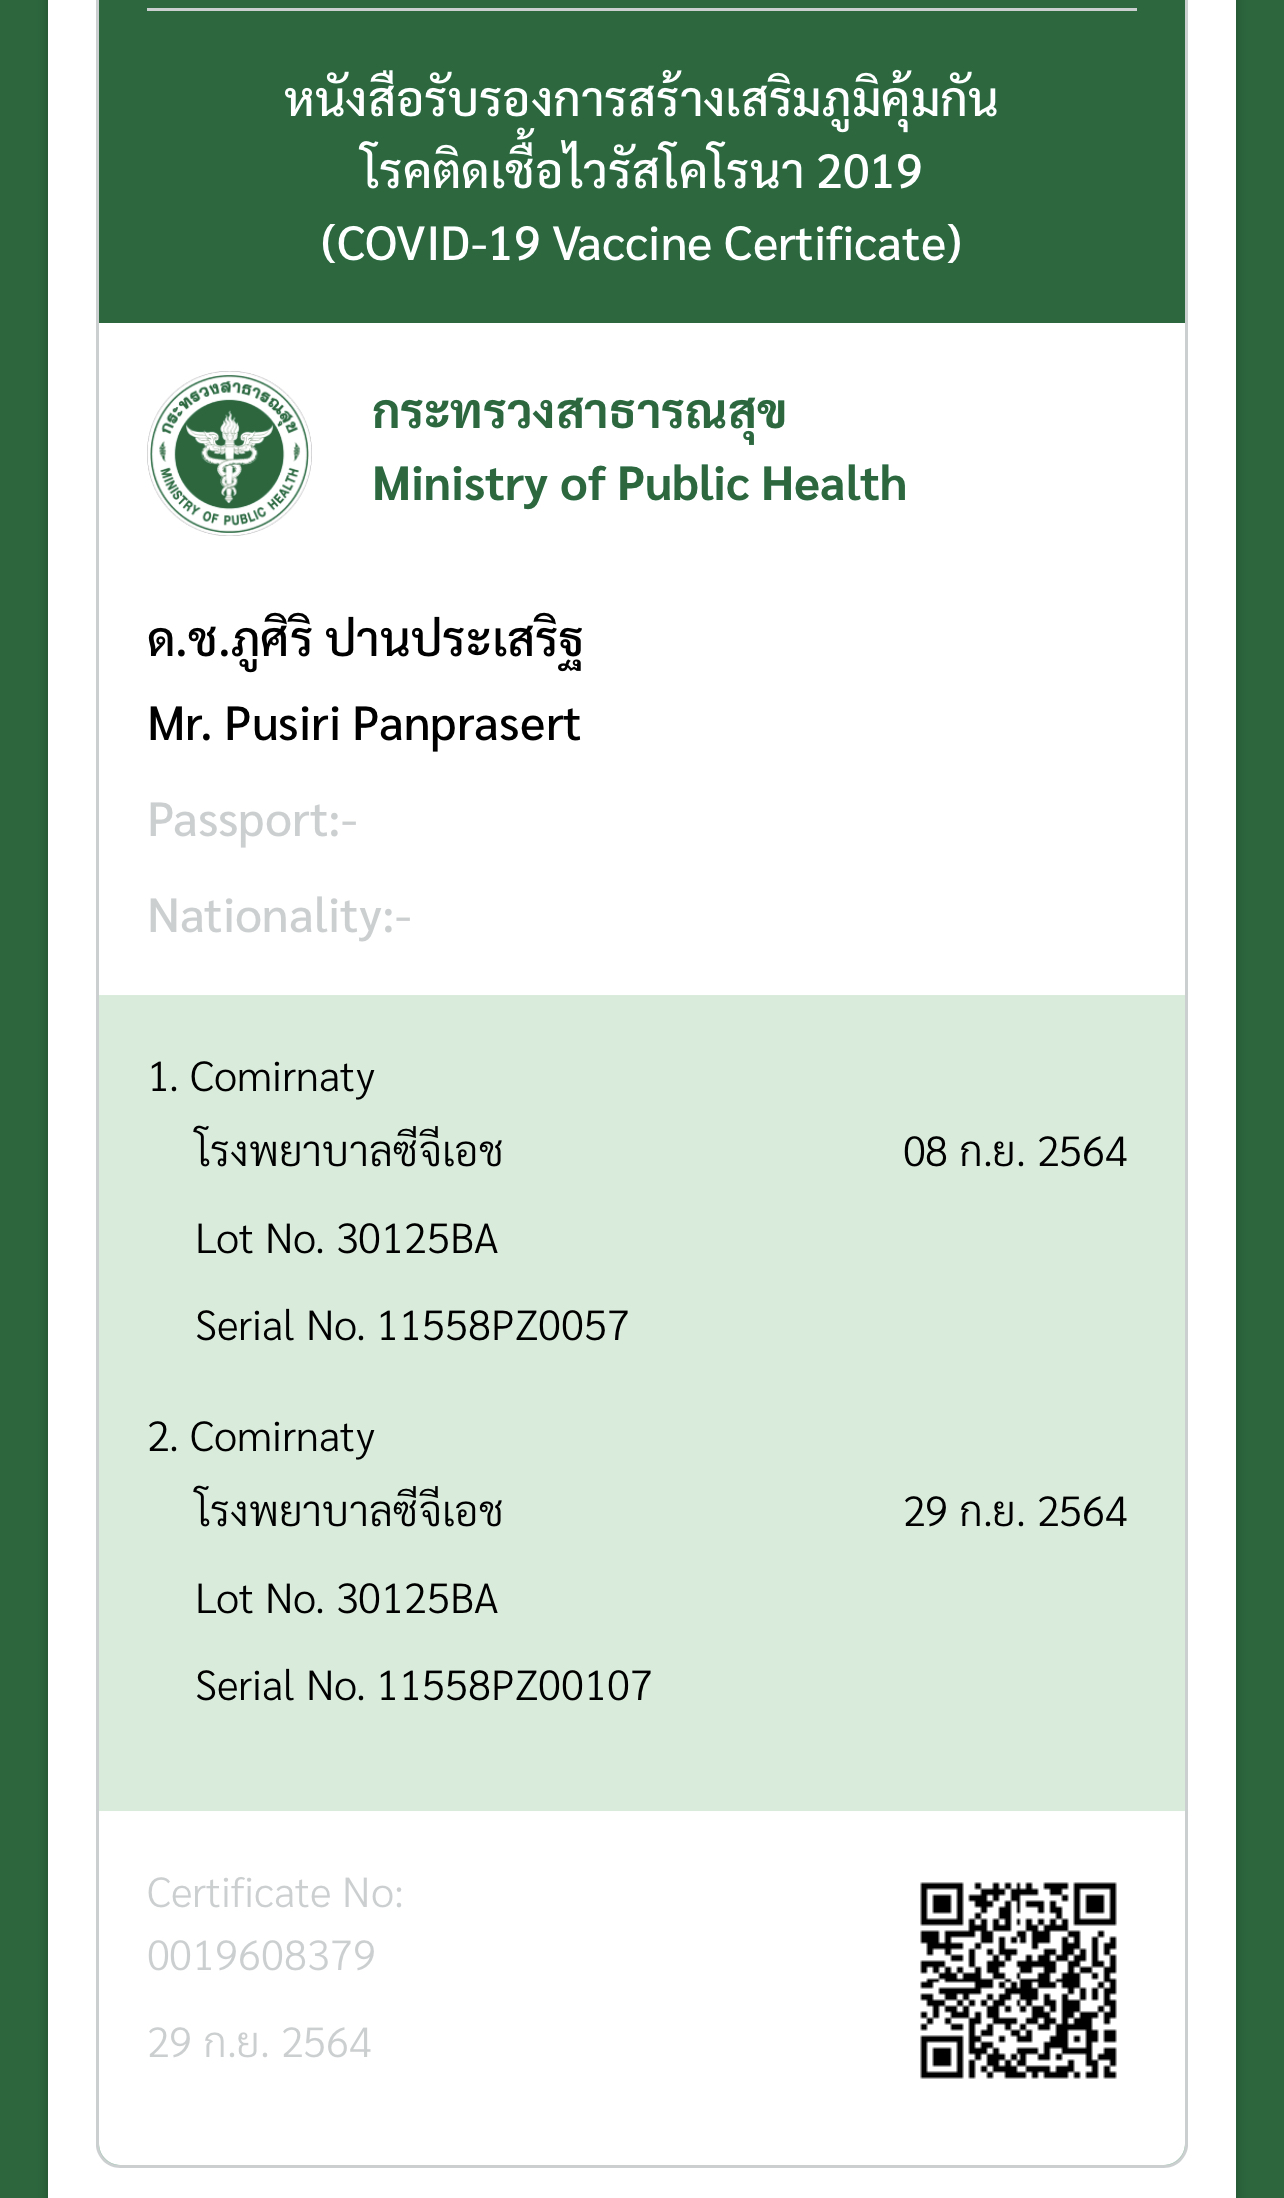 หนังสือรับรองการสร้างเสริมภูมิคุ้มกัน
โรคติดเชื้อไวรัสโคโรนา 2019
(COVID-19 Vaccine Certificate)
กระทรวงสาธารณสุข
MINISTRY OF PUBLIC HEALTH
กระทรวงสาธารณสุข
Ministry of Public Health
ด.ช.ภูศิริ ปานประเสริฐ
Mr. Pusiri Panprasert
Passport:-
Nationality:-
1. Comirnaty
โรงพยาบาลซีจีเอช 08 ก.ย. 2564
Lot No. 30125BA
Serial No. 11558PZ0057
2. Comirnaty
โรงพยาบาลซีจีเอช 29 ก.ย. 2564
Lot No. 30125BA
Serial No. 11558PZ00107
Certificate No:
0019608379
29 ก.ย. 2564